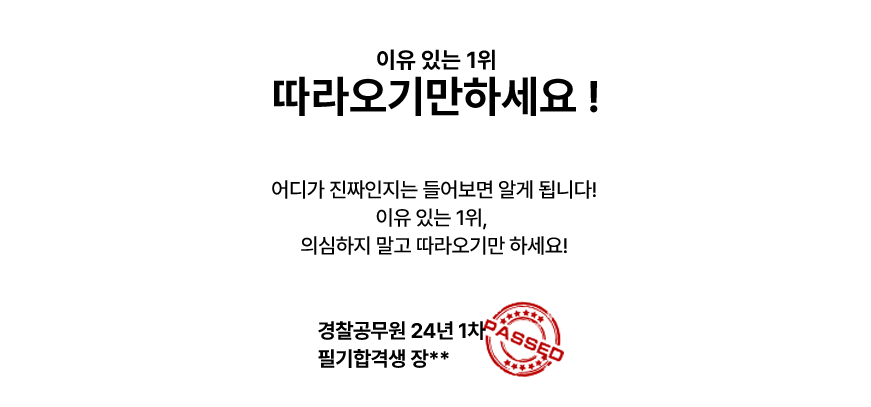 이유 있는 1위
따라오기만하세요 !
어디가 진짜인지는 들어보면 알게 됩니다!
이유 있는 1위,
의심하지 말고 따라오기만 하세요!
경찰공무원 24년 1차
필기합격생 장**
PASSED